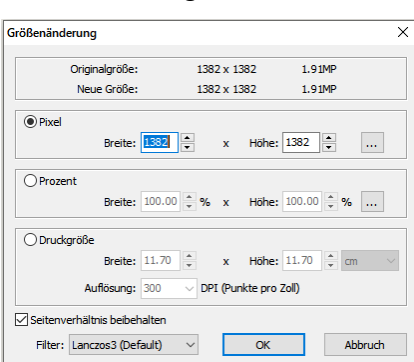 Größenänderung
Originalgröße: 1382 x 1382 1.91MP
Neue Größe: 1382 x 1382 1.91MP
Pixel
Breite: 1382 x Höhe: 1382 ...
Prozent
Breite: 100.00 % x Höhe: 100.00 % ...
Druckgröße
Breite: 11.70 x Höhe: 11.70 cm
Auflösung: 300 DPI (Punkte pro Zoll)
Seitenverhältnis beibehalten
Filter: Lanczos3 (Default) OK Abbruch